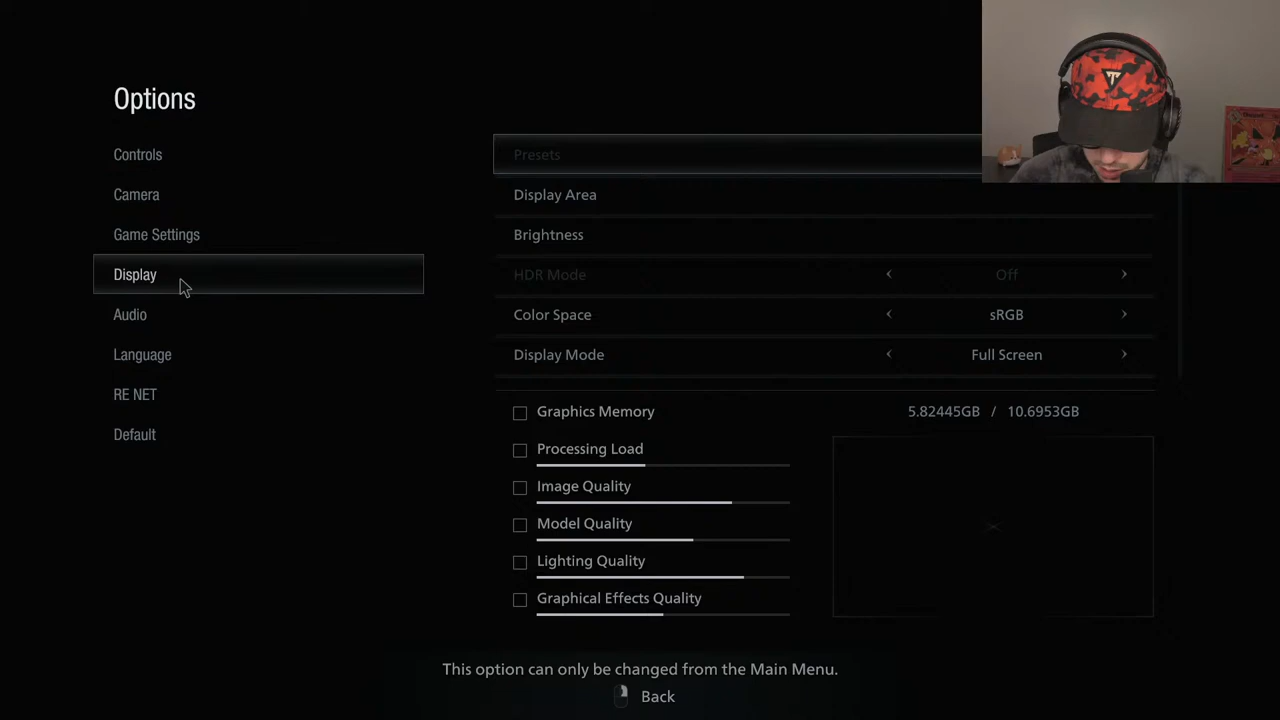 Options
Controls
Camera
Game Settings
Display
Audio
Language
RE NET
Default
Presets
Display Area
Brightness
HDR Mode Off
Color Space sRGB
Display Mode Full Screen
Graphics Memory 5.82445GB / 10.6953GB
Processing Load
Image Quality
Model Quality
Lighting Quality
Graphical Effects Quality
This option can only be changed from the Main Menu.
Back